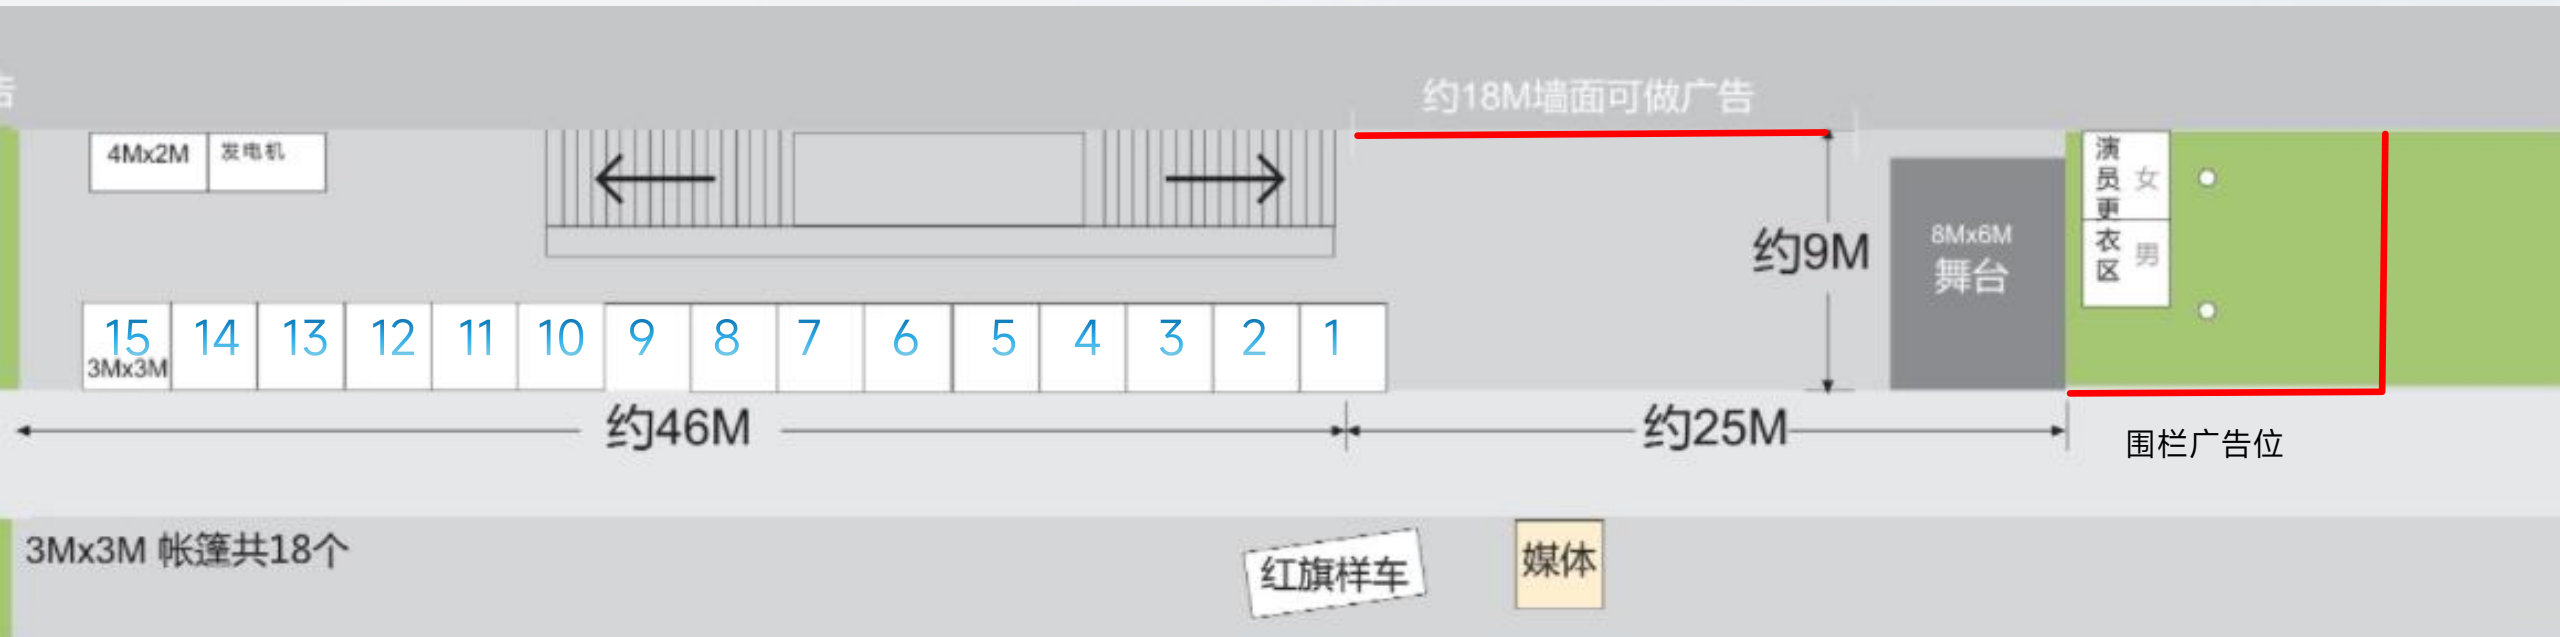 告
约18M墙面可做广告
4Mx2M
发电机
演员更衣区
女
男
约9M
8Mx6M
舞台
15 14 13 12 11 10 9 8 7 6 5 4 3 2 1
3Mx3M
约46M
约25M
围栏广告位
3Mx3M 帐篷共18个
红旗样车
媒体